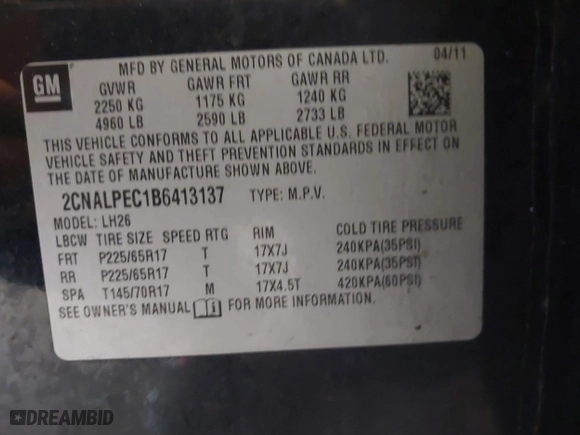 GM
MFD BY GENERAL MOTORS OF CANADA LTD. 04/11
GVWR GAWR FRT GAWR RR
2250 KG 1175 KG 1240 KG
4960 LB 2590 LB 2733 LB
THIS VEHICLE CONFORMS TO ALL APPLICABLE U.S. FEDERAL MOTOR
VEHICLE SAFETY AND THEFT PREVENTION STANDARDS IN EFFECT ON
THE DATE OF MANUFACTURE SHOWN ABOVE.
2CNALPEC1B6413137 TYPE: M.P.V.
MODEL: LH26
LBCW TIRE SIZE SPEED RTG RIM COLD TIRE PRESSURE
FRT P225/65R17 T 17X7J 240KPA(35PSI)
RR P225/65R17 T 17X7J 240KPA(35PSI)
SPA T145/70R17 M 17X4.5T 420KPA(60PSI)
SEE OWNER'S MANUAL FOR MORE INFORMATION.
DREAMBID